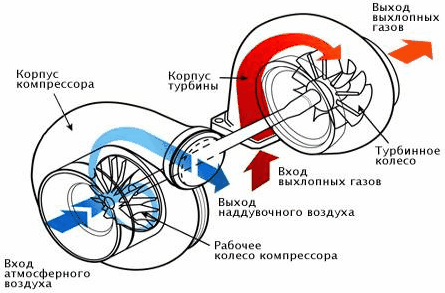 Выход
выхлопных
газов
Корпус
компрессора
Корпус
турбины
Турбинное
колесо
Вход
выхлопных газов
Выход
наддувочного воздуха
Рабочее
колесо компрессора
Вход
атмосферного
воздуха